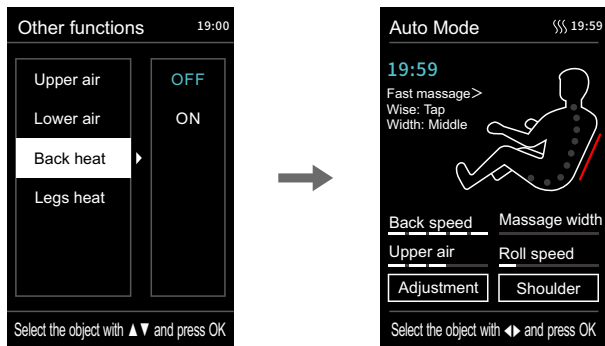 Other functions 19:00
Upper air OFF
Lower air ON
Back heat
Legs heat
Select the object with ▲▼ and press OK
Auto Mode 19:59
19:59
Fast massage>
Wise: Tap
Width: Middle
Back speed Massage width
Upper air Roll speed
Adjustment Shoulder
Select the object with ◀▶ and press OK